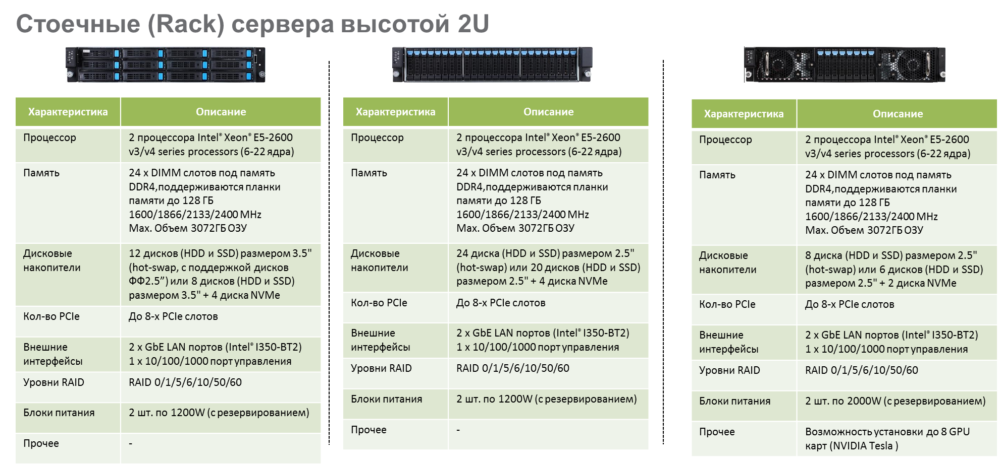 Стоечные (Rack) сервера высотой 2U
Характеристика Описание
Процессор 2 процессора Intel® Xeon® E5-2600
v3/v4 series processors (6-22 ядра)
Память 24 x DIMM слотов под память
DDR4,поддерживаются планки
памяти до 128 ГБ
1600/1866/2133/2400 MHz
Max. Объем 3072ГБ ОЗУ
Дисковые 12 дисков (HDD и SSD) размером 3.5"
накопители (hot-swap, с поддержкой дисков
ФФ2.5”) или 8 дисков (HDD и SSD)
размером 3.5" + 4 диска NVMe
Кол-во PCIe До 8-х PCIe слотов
Внешние 2 x GbE LAN портов (Intel® I350-BT2)
интерфейсы 1 x 10/100/1000 порт управления
Уровни RAID RAID 0/1/5/6/10/50/60
Блоки питания 2 шт. по 1200W (с резервированием)
Прочее -
Характеристика Описание
Процессор 2 процессора Intel® Xeon® E5-2600
v3/v4 series processors (6-22 ядра)
Память 24 x DIMM слотов под память
DDR4,поддерживаются планки
памяти до 128 ГБ
1600/1866/2133/2400 MHz
Max. Объем 3072ГБ ОЗУ
Дисковые 24 диска (HDD и SSD) размером 2.5"
накопители (hot-swap) или 20 дисков (HDD и SSD)
размером 2.5" + 4 диска NVMe
Кол-во PCIe До 8-х PCIe слотов
Внешние 2 x GbE LAN портов (Intel® I350-BT2)
интерфейсы 1 x 10/100/1000 порт управления
Уровни RAID RAID 0/1/5/6/10/50/60
Блоки питания 2 шт. по 1200W (с резервированием)
Прочее -
Характеристика Описание
Процессор 2 процессора Intel® Xeon® E5-2600
v3/v4 series processors (6-22 ядра)
Память 24 x DIMM слотов под память
DDR4,поддерживаются планки
памяти до 128 ГБ
1600/1866/2133/2400 MHz
Max. Объем 3072ГБ ОЗУ
Дисковые 8 диска (HDD и SSD) размером 2.5"
накопители (hot-swap) или 6 дисков (HDD и SSD)
размером 2.5" + 2 диска NVMe
Кол-во PCIe До 8-х PCIe слотов
Внешние 2 x GbE LAN портов (Intel® I350-BT2)
интерфейсы 1 x 10/100/1000 порт управления
Уровни RAID RAID 0/1/5/6/10/50/60
Блоки питания 2 шт. по 2000W (с резервированием)
Прочее Возможность установки до 8 GPU
карт (NVIDIA Tesla )